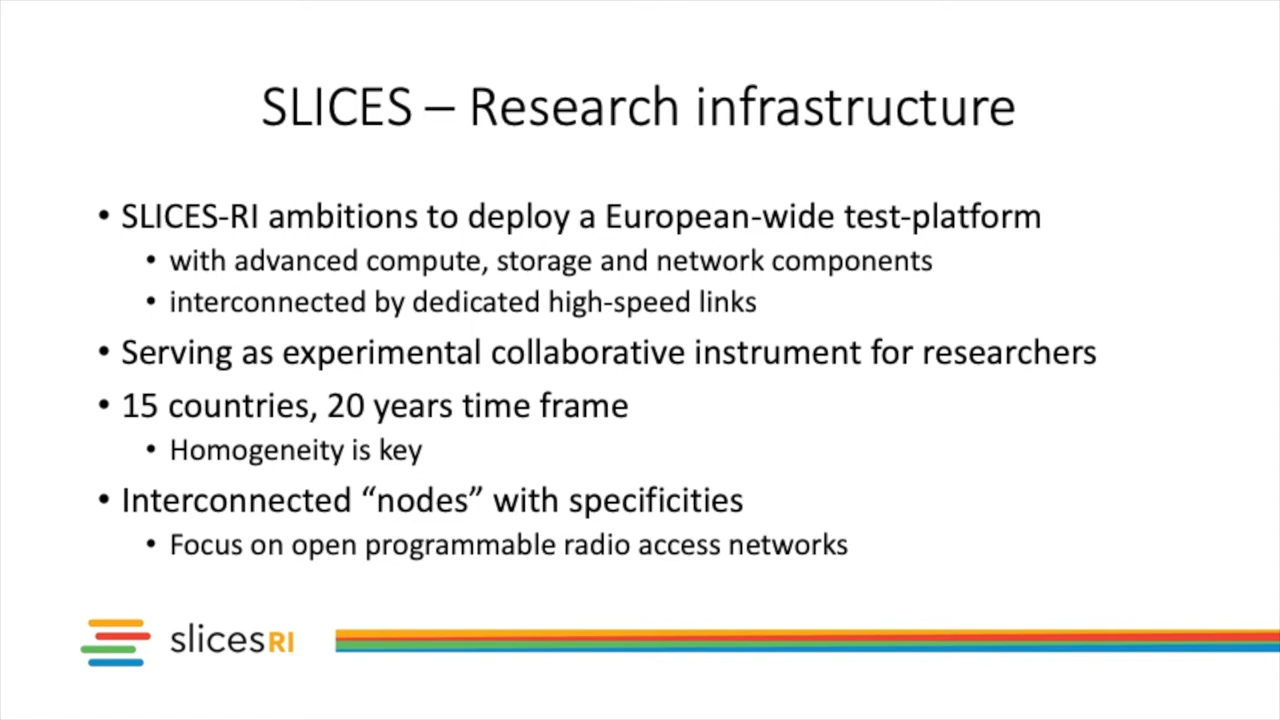 SLICES – Research infrastructure
• SLICES-RI ambitions to deploy a European-wide test-platform
• with advanced compute, storage and network components
• interconnected by dedicated high-speed links
• Serving as experimental collaborative instrument for researchers
• 15 countries, 20 years time frame
• Homogeneity is key
• Interconnected “nodes” with specificities
• Focus on open programmable radio access networks
slices RI